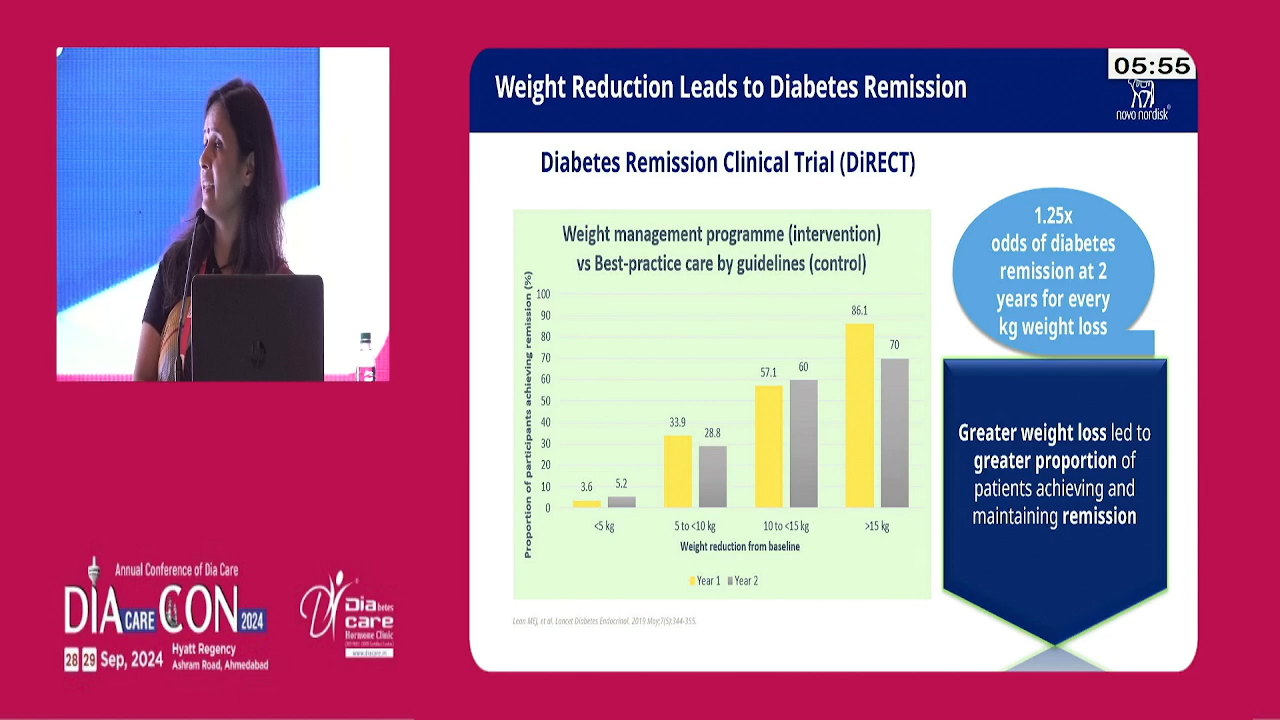 05:55
Weight Reduction Leads to Diabetes Remission
novo nordisk
Diabetes Remission Clinical Trial (DiRECT)
Weight management programme (intervention)
vs Best-practice care by guidelines (control)
Proportion of participants achieving remission (%)
100
90
80
70
60
50
40
30
20
10
0
3.6
5.2
33.9
28.8
57.1
60
86.1
70
<5 kg
5 to <10 kg
10 to <15 kg
>15 kg
Weight reduction from baseline
Year 1
Year 2
Lean MEJ, et al. Lancet Diabetes Endocrinol. 2019 May;7(5):344-355.
1.25x
odds of diabetes
remission at 2
years for every
kg weight loss
Greater weight loss led to
greater proportion of
patients achieving and
maintaining remission
hp
Annual Conference of Dia Care
DIA CARE CON 2024
28 29 Sep, 2024
Hyatt Regency
Ashram Road, Ahmedabad
Diabetes
care
Hormone Clinic
www.diacare.in